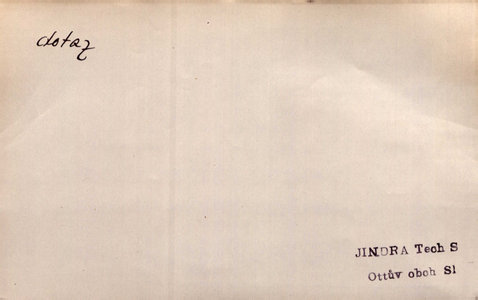 dotaz
JINDRA Tech S
Ottův obch Sl